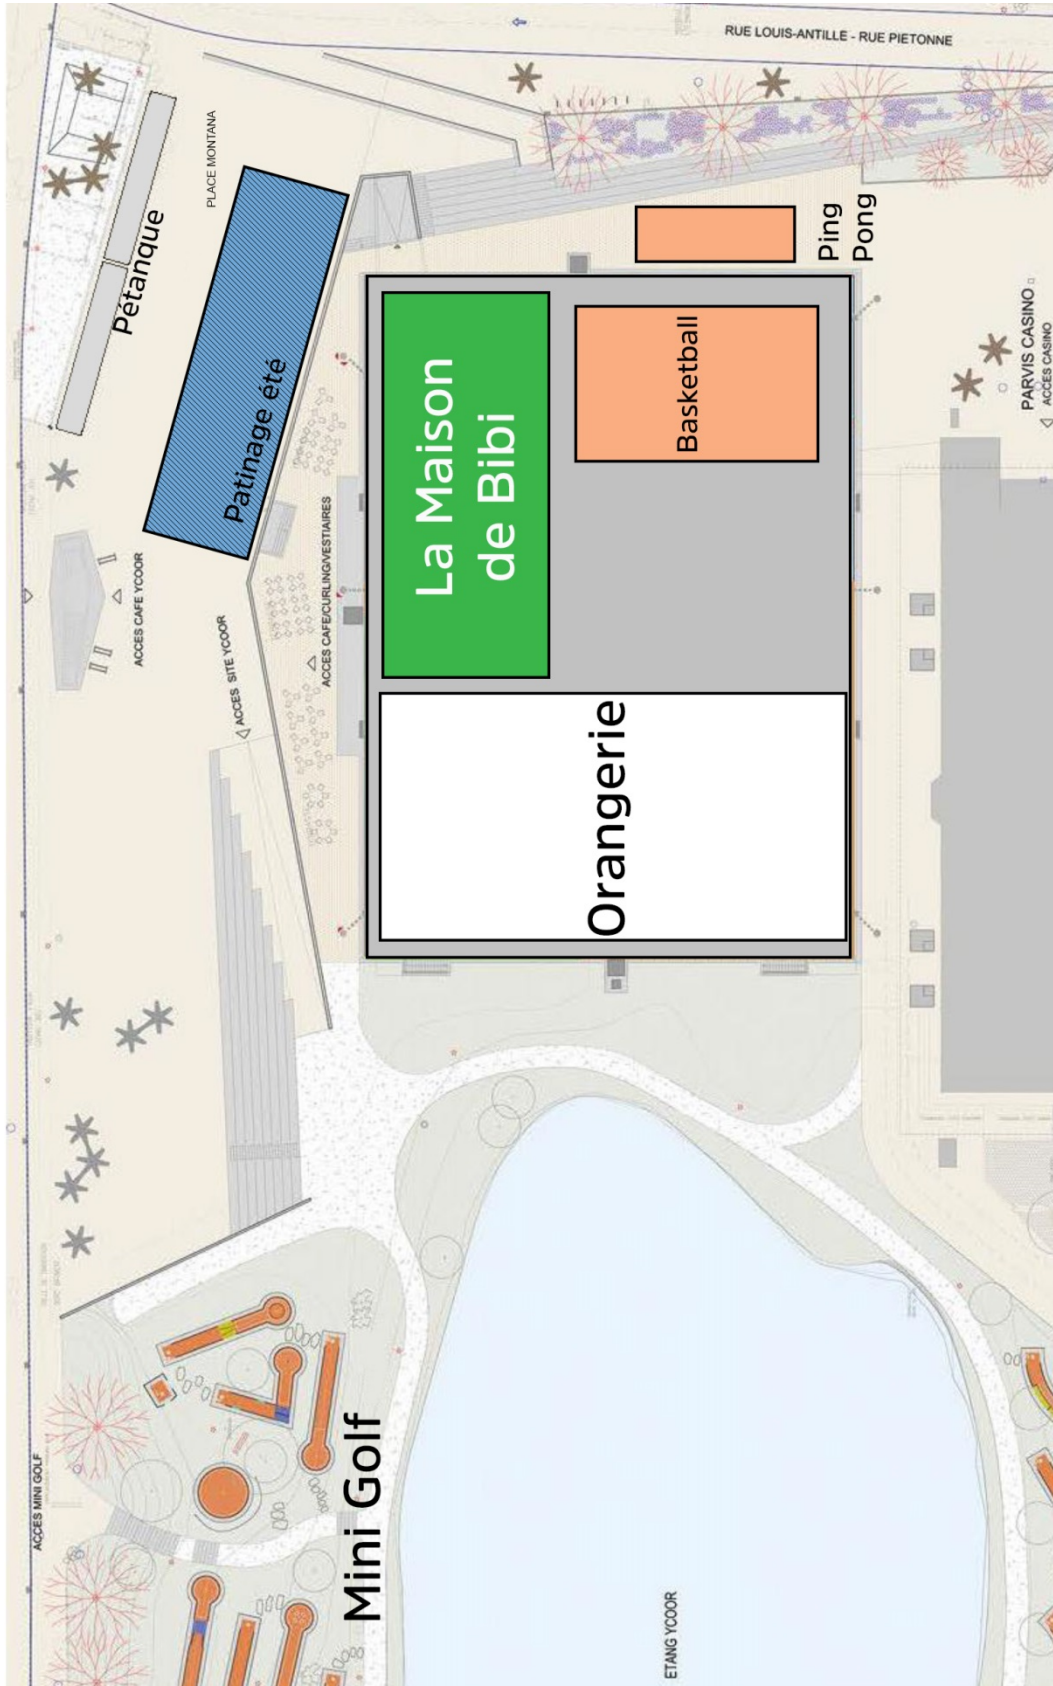 RUE LOUIS-ANTILLE - RUE PIETONNE
PLACE MONTANA
Pétanque
Patinage été
Ping
Pong
La Maison
de Bibi
Basketball
PARVIS CASINO
ACCES CASINO
ACCES CAFE YCOOR
ACCES SITE YCOOR
ACCES CAFE/CURLING/VESTIAIRES
Orangerie
ACCES MINI GOLF
Mini Golf
ETANG YCOOR